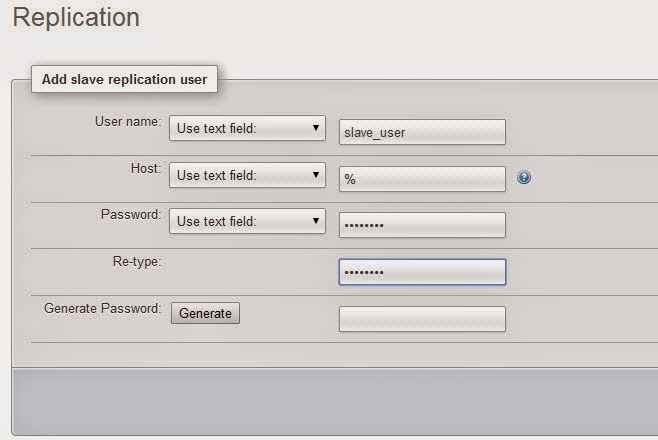 Replication
Add slave replication user
User name: Use text field: slave_user
Host: Use text field: %
Password: Use text field: ••••••••
Re-type: ••••••••
Generate Password: Generate